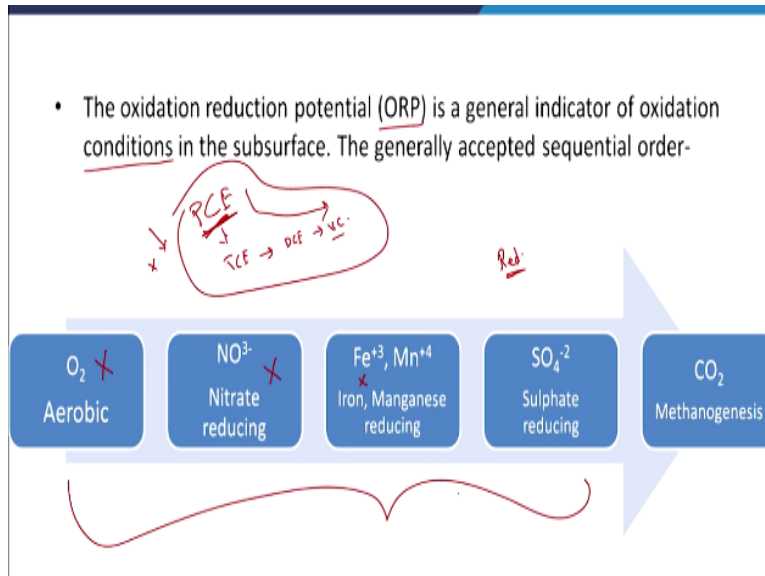 • The oxidation reduction potential (ORP) is a general indicator of oxidation
conditions in the subsurface. The generally accepted sequential order-
PCE
TCE → DCE → VC.
x
Red.
O₂ X
Aerobic
NO³⁻ X
Nitrate
reducing
Fe⁺³, Mn⁺⁴
x
Iron, Manganese
reducing
SO₄⁻²
Sulphate
reducing
CO₂
Methanogenesis